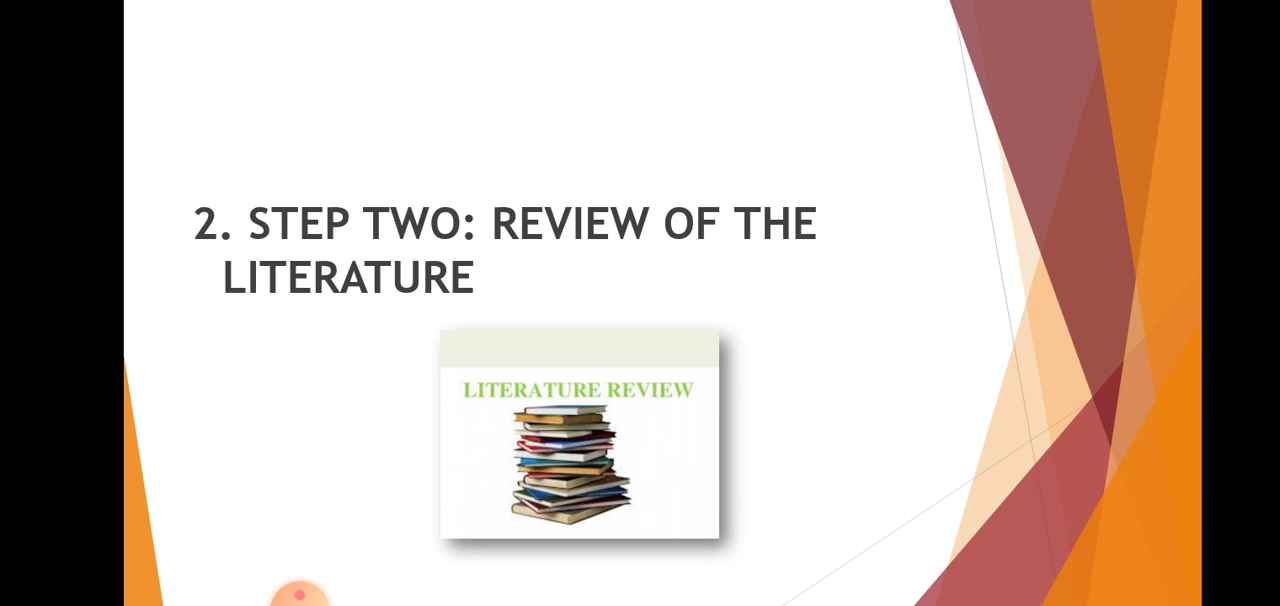 2. STEP TWO: REVIEW OF THE
LITERATURE
LITERATURE REVIEW